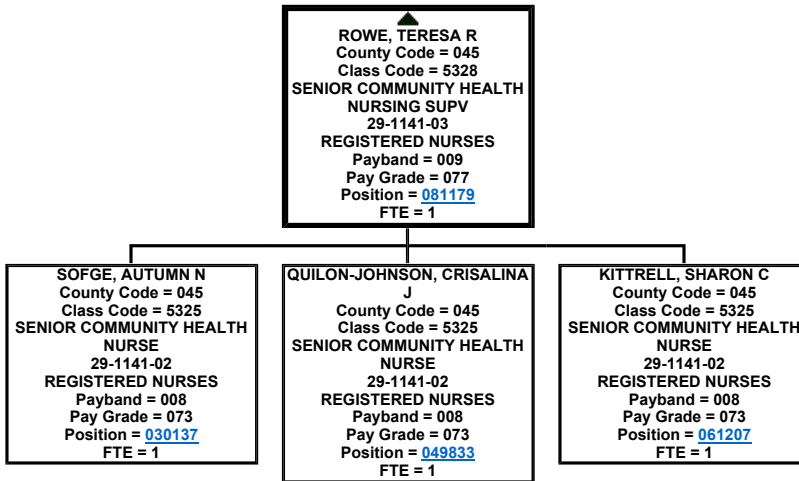 ROWE, TERESA R
County Code = 045
Class Code = 5328
SENIOR COMMUNITY HEALTH
NURSING SUPV
29-1141-03
REGISTERED NURSES
Payband = 009
Pay Grade = 077
Position = 081179
FTE = 1
SOFGE, AUTUMN N
County Code = 045
Class Code = 5325
SENIOR COMMUNITY HEALTH
NURSE
29-1141-02
REGISTERED NURSES
Payband = 008
Pay Grade = 073
Position = 030137
FTE = 1
QUILON-JOHNSON, CRISALINA
J
County Code = 045
Class Code = 5325
SENIOR COMMUNITY HEALTH
NURSE
29-1141-02
REGISTERED NURSES
Payband = 008
Pay Grade = 073
Position = 049833
FTE = 1
KITTRELL, SHARON C
County Code = 045
Class Code = 5325
SENIOR COMMUNITY HEALTH
NURSE
29-1141-02
REGISTERED NURSES
Payband = 008
Pay Grade = 073
Position = 061207
FTE = 1